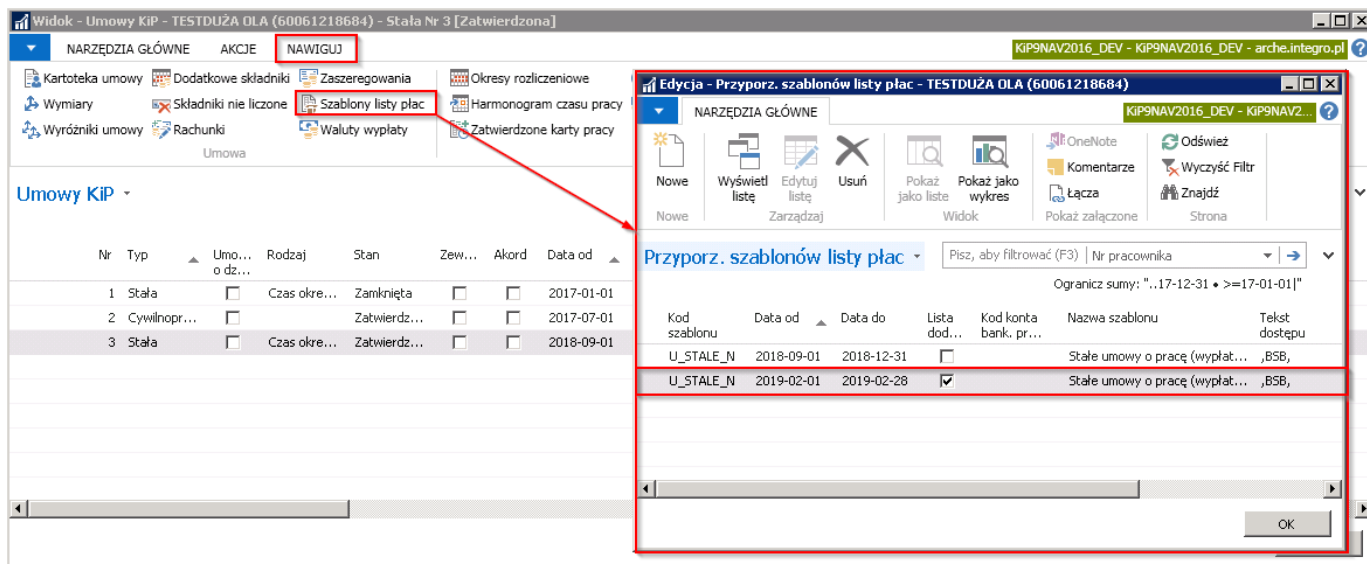 Widok - Umowy KiP - TESTDUŻA OLA (60061218684) - Stała Nr 3 [Zatwierdzona]
NARZĘDZIA GŁÓWNE AKCJE NAWIGUJ
KiP9NAV2016_DEV - KiP9NAV2016_DEV - arche.integro.pl
Kartoteka umowy Dodatkowe składniki Zaszeregowania Okresy rozliczeniowe
Wymiary Składniki nie liczone Szablony listy płac Harmonogram czasu pracy
Wyróżniki umowy Rachunki Waluty wypłaty Zatwierdzone karty pracy
Umowa
Umowy KiP
Nr Typ Umo... o dz... Rodzaj Stan Zew... Akord Data od
1 Stała Czas okre... Zamknięta 2017-01-01
2 Cywilnopr... Zatwierdz... 2017-07-01
3 Stała Czas okre... Zatwierdz... 2018-09-01
Edycja - Przyporz. szablonów listy płac - TESTDUŻA OLA (60061218684)
NARZĘDZIA GŁÓWNE
KiP9NAV2016_DEV - KiP9NAV2...
Nowe Wyświetl listę Edytuj listę Usuń Pokaż jako liste Pokaż jako wykres
OneNote Odśwież
Komentarze Wyczyść Filtr
Łącza Znajdź
Nowe Zarządzaj Widok Pokaż załączone Strona
Przyporz. szablonów listy płac
Pisz, aby filtrować (F3) Nr pracownika
Ogranicz sumy: "..17-12-31 • >=17-01-01|"
Kod szablonu Data od Data do Lista dod... Kod konta bank. pr... Nazwa szablonu Tekst dostępu
U_STALE_N 2018-09-01 2018-12-31 Stałe umowy o pracę (wypłat... ,BSB,
U_STALE_N 2019-02-01 2019-02-28 Stałe umowy o pracę (wypłat... ,BSB,
OK